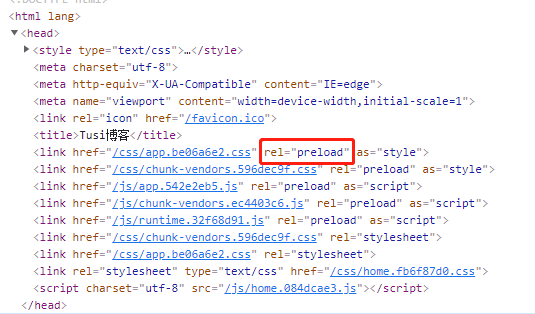 <!doctype html>
<html lang>
<head>
<style type="text/css">…</style>
<meta charset="utf-8">
<meta http-equiv="X-UA-Compatible" content="IE=edge">
<meta name="viewport" content="width=device-width,initial-scale=1">
<link rel="icon" href="/favicon.ico">
<title>Tusi博客</title>
<link href="/css/app.be06a6e2.css" rel="preload" as="style">
<link href="/css/chunk-vendors.596dec9f.css" rel="preload" as="style">
<link href="/js/app.542e2eb5.js" rel="preload" as="script">
<link href="/js/chunk-vendors.ec4403c6.js" rel="preload" as="script">
<link href="/js/runtime.32f68d91.js" rel="preload" as="script">
<link href="/css/chunk-vendors.596dec9f.css" rel="stylesheet">
<link href="/css/app.be06a6e2.css" rel="stylesheet">
<link rel="stylesheet" type="text/css" href="/css/home.fb6f87d0.css">
<script charset="utf-8" src="/js/home.084dcae3.js"></script>
</head>